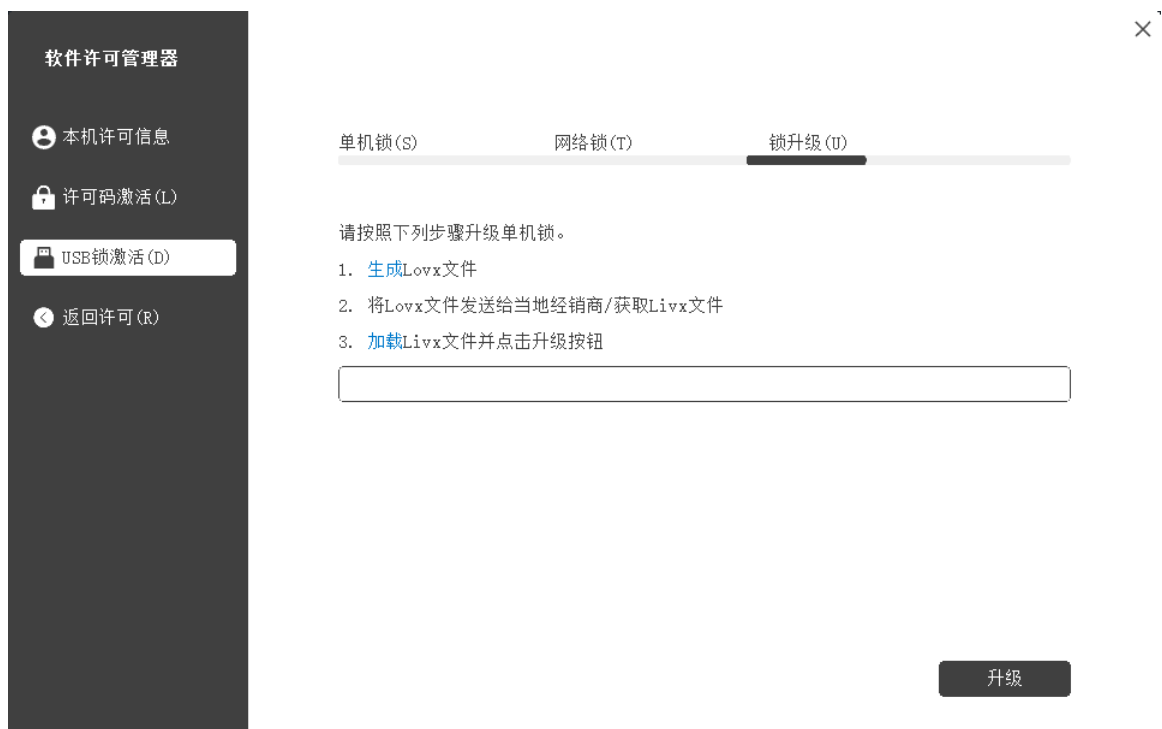 软件许可管理器
本机许可信息
许可码激活(L)
USB锁激活(D)
返回许可(R)
单机锁(S)
网络锁(T)
锁升级(U)
请按照下列步骤升级单机锁。
1. 生成Lovx文件
2. 将Lovx文件发送给当地经销商/获取Livx文件
3. 加载Livx文件并点击升级按钮
升级